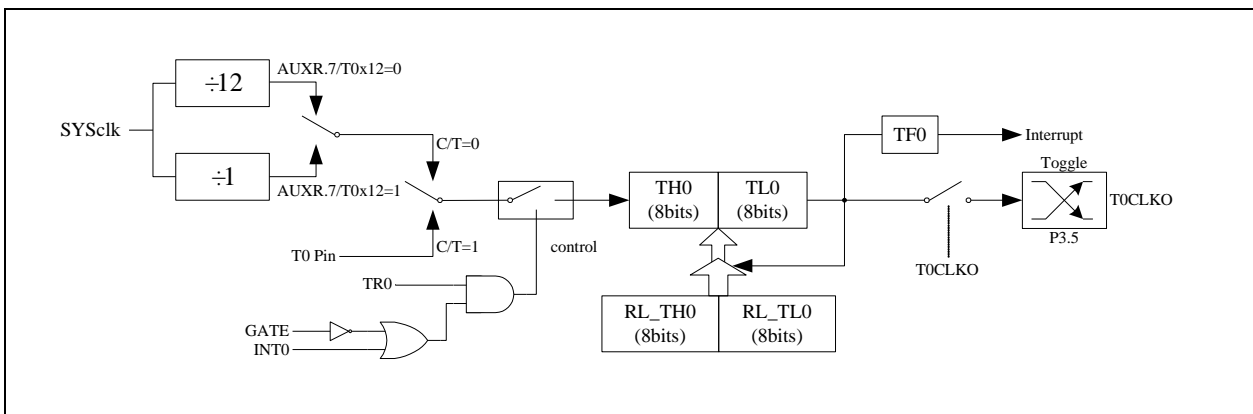 ÷12
AUXR.7/T0x12=0
SYSclk
÷1
AUXR.7/T0x12=1
C/T=0
C/T=1
T0 Pin
control
TR0
GATE
INT0
TH0
(8bits)
TL0
(8bits)
RL_TH0
(8bits)
RL_TL0
(8bits)
TF0
Interrupt
Toggle
T0CLKO
P3.5
T0CLKO